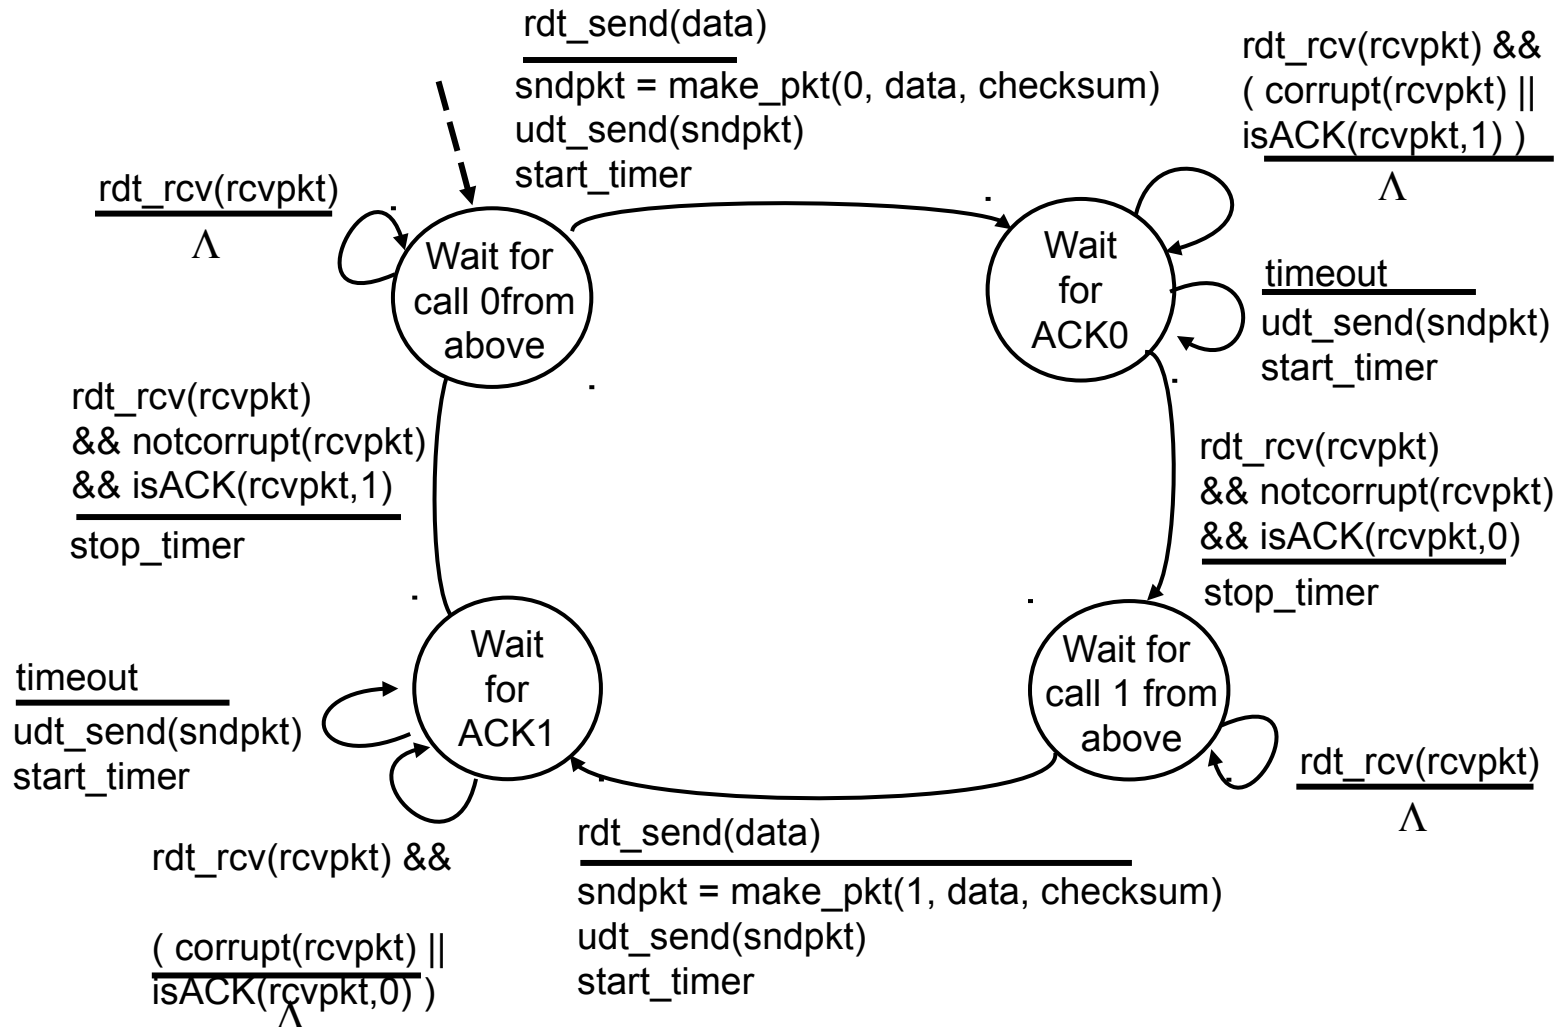 rdt_send(data)
sndpkt = make_pkt(0, data, checksum)
udt_send(sndpkt)
start_timer
rdt_rcv(rcvpkt) &&
( corrupt(rcvpkt) ||
isACK(rcvpkt,1) )
Λ
rdt_rcv(rcvpkt)
Λ
Wait for
call 0from
above
Wait
for
ACK0
timeout
udt_send(sndpkt)
start_timer
rdt_rcv(rcvpkt)
&& notcorrupt(rcvpkt)
&& isACK(rcvpkt,1)
stop_timer
rdt_rcv(rcvpkt)
&& notcorrupt(rcvpkt)
&& isACK(rcvpkt,0)
stop_timer
Wait
for
ACK1
Wait for
call 1 from
above
timeout
udt_send(sndpkt)
start_timer
rdt_rcv(rcvpkt)
Λ
rdt_rcv(rcvpkt) &&
( corrupt(rcvpkt) ||
isACK(rcvpkt,0) )
Λ
rdt_send(data)
sndpkt = make_pkt(1, data, checksum)
udt_send(sndpkt)
start_timer